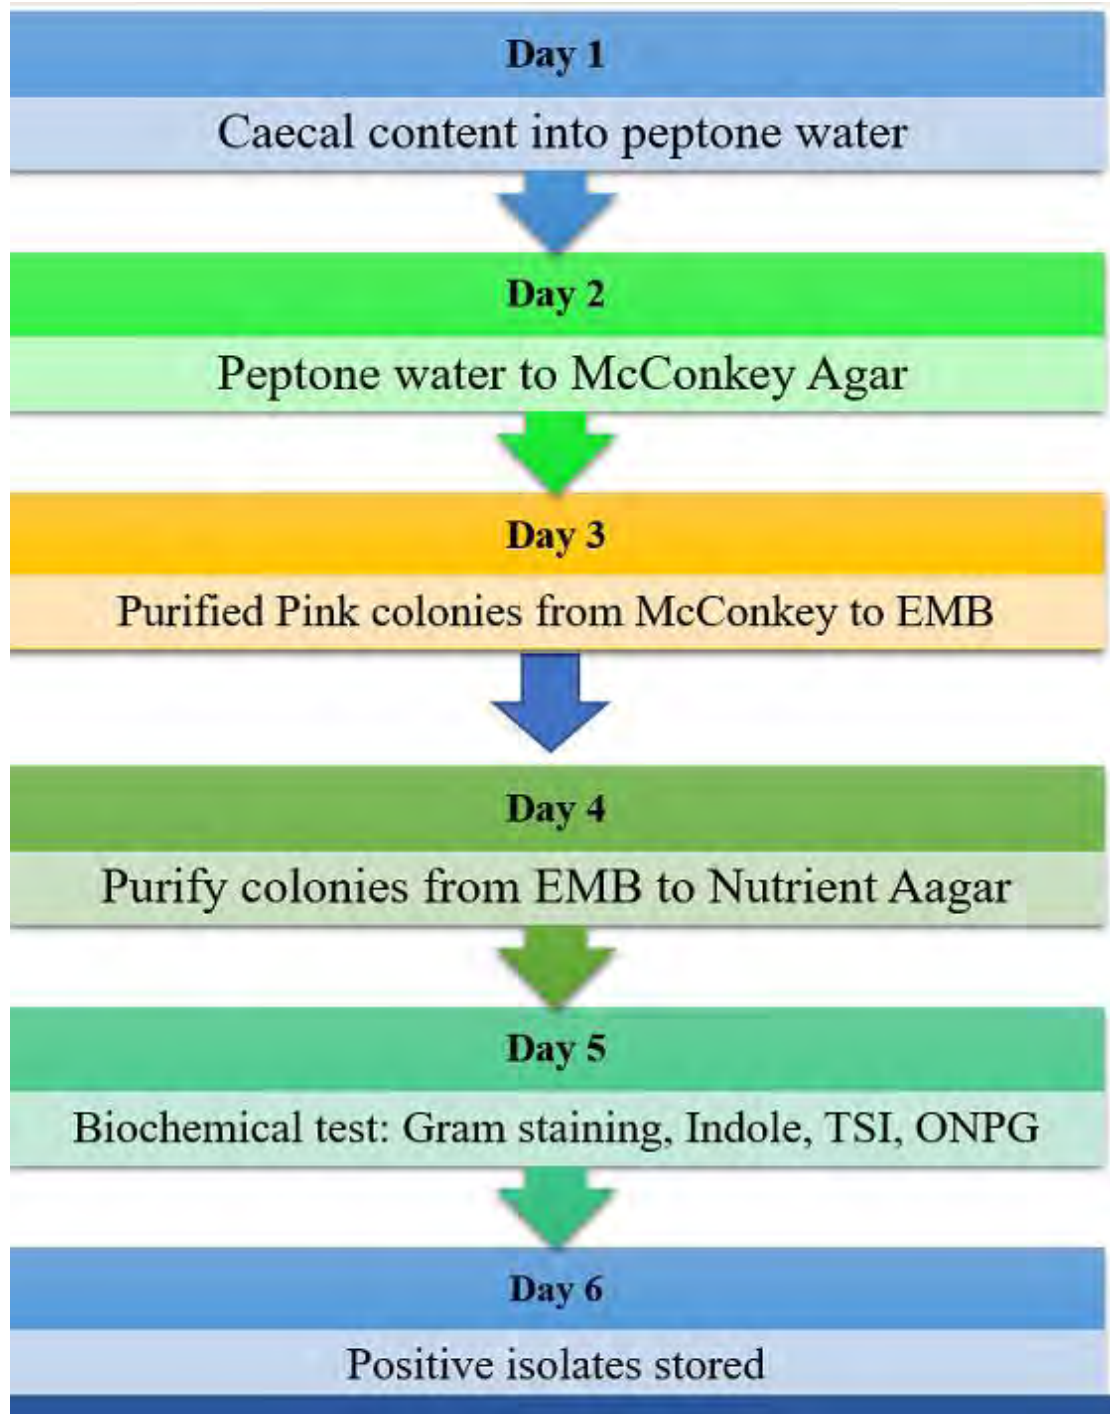 Day 1
Caecal content into peptone water
Day 2
Peptone water to McConkey Agar
Day 3
Purified Pink colonies from McConkey to EMB
Day 4
Purify colonies from EMB to Nutrient Aagar
Day 5
Biochemical test: Gram staining, Indole, TSI, ONPG
Day 6
Positive isolates stored